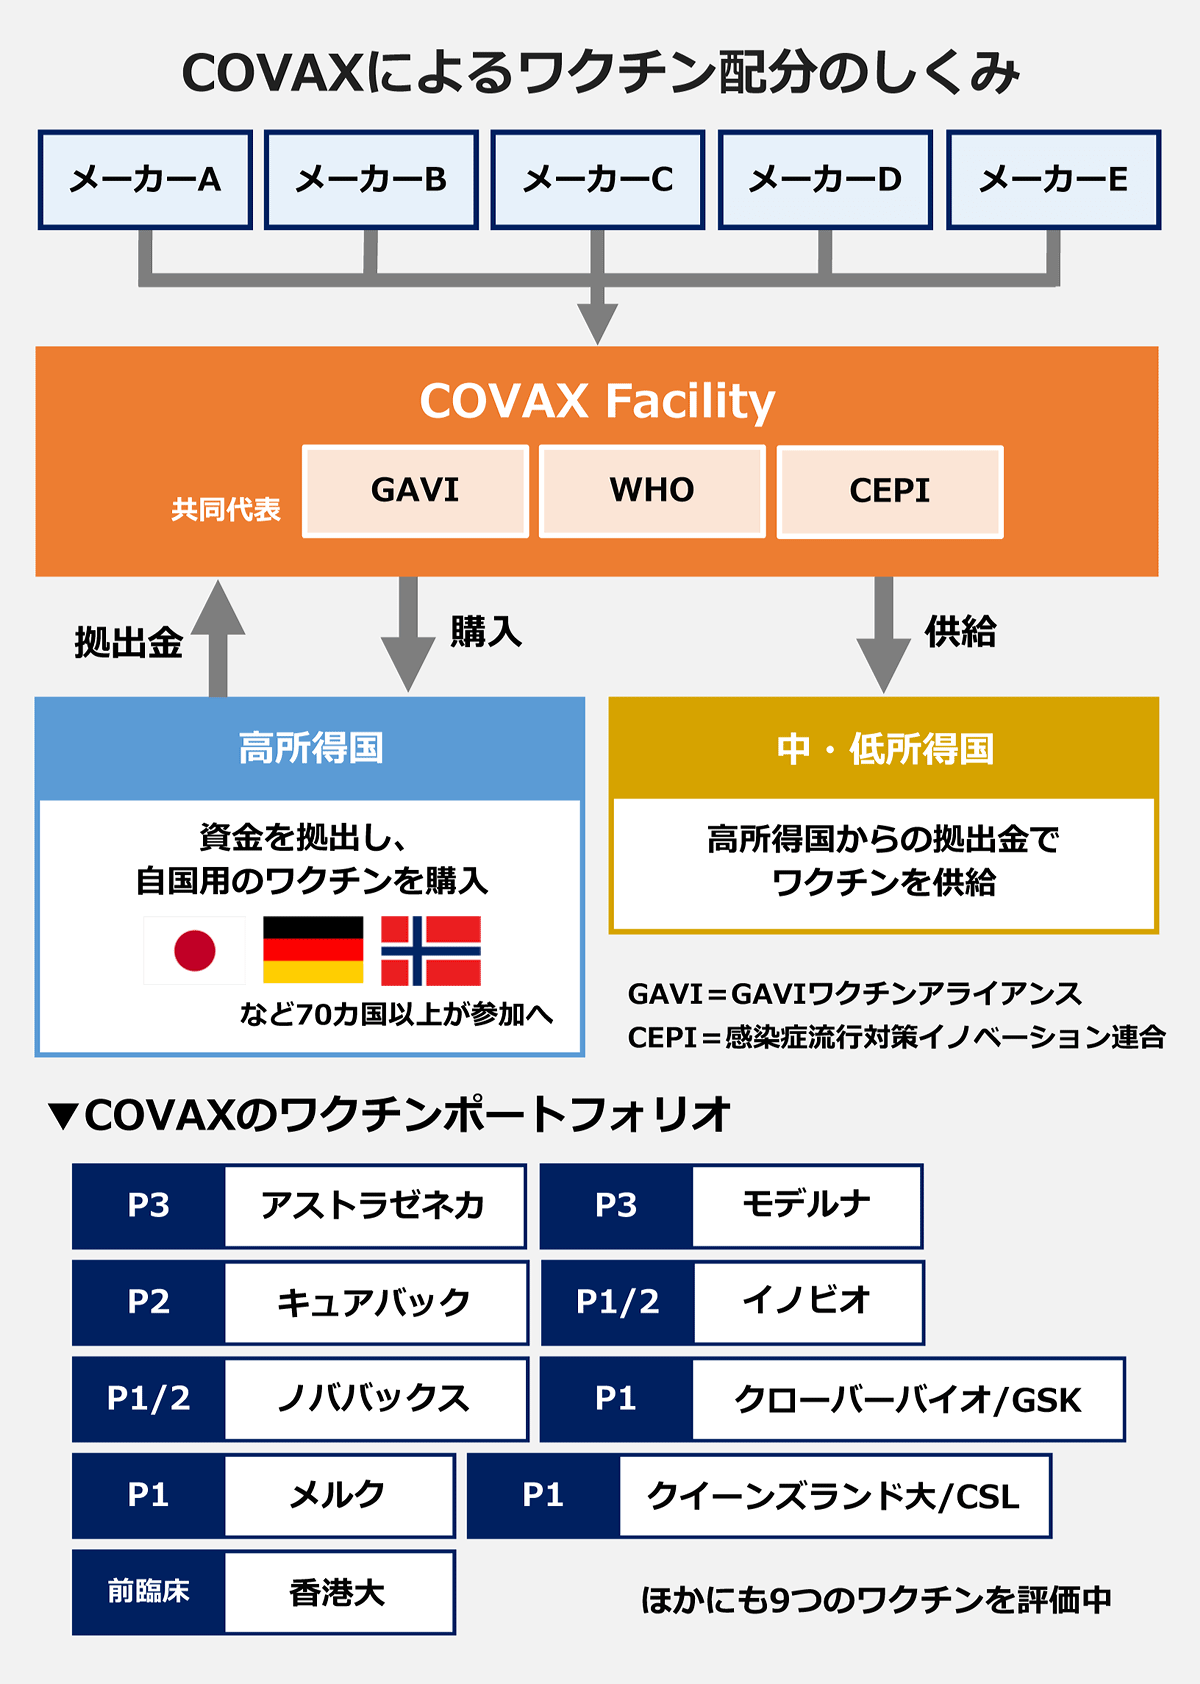 COVAXによるワクチン配分のしくみ
メーカーA
メーカーB
メーカーC
メーカーD
メーカーE
COVAX Facility
共同代表
GAVI
WHO
CEPI
拠出金
購入
供給
高所得国
資金を拠出し、
自国用のワクチンを購入
など70カ国以上が参加へ
中・低所得国
高所得国からの拠出金で
ワクチンを供給
GAVI＝GAVIワクチンアライアンス
CEPI＝感染症流行対策イノベーション連合
▼COVAXのワクチンポートフォリオ
P3 アストラゼネカ
P3 モデルナ
P2 キュアバック
P1/2 イノビオ
P1/2 ノババックス
P1 クローバーバイオ/GSK
P1 メルク
P1 クイーンズランド大/CSL
前臨床 香港大
ほかにも9つのワクチンを評価中